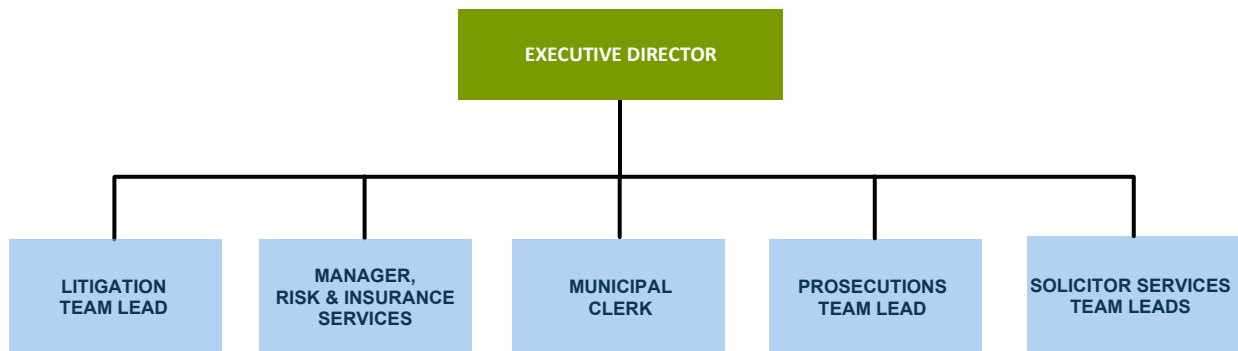 EXECUTIVE DIRECTOR
LITIGATION
TEAM LEAD
MANAGER,
RISK & INSURANCE
SERVICES
MUNICIPAL
CLERK
PROSECUTIONS
TEAM LEAD
SOLICITOR SERVICES
TEAM LEADS